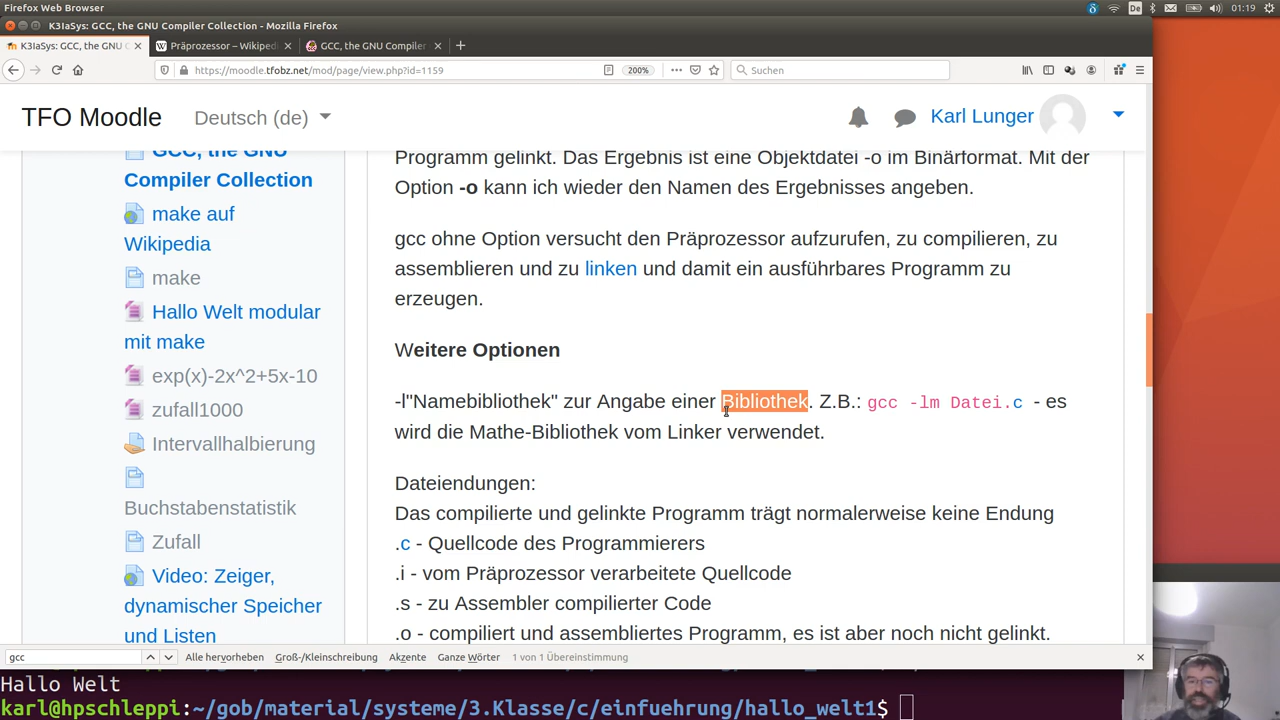 Firefox Web Browser
De
01:19
K3IaSys: GCC, the GNU Compiler Collection - Mozilla Firefox
K3IaSys: GCC, the GNU C
Präprozessor – Wikiped
GCC, the GNU Compiler
https://moodle.tfobz.net/mod/page/view.php?id=1159
200%
Suchen
TFO Moodle
Deutsch (de)
Karl Lunger
GCC, the GNU
Compiler Collection
make auf
Wikipedia
make
Hallo Welt modular
mit make
exp(x)-2x^2+5x-10
zufall1000
Intervallhalbierung
Buchstabenstatistik
Zufall
Video: Zeiger,
dynamischer Speicher
und Listen
Programm gelinkt. Das Ergebnis ist eine Objektdatei -o im Binärformat. Mit der
Option -o kann ich wieder den Namen des Ergebnisses angeben.
gcc ohne Option versucht den Präprozessor aufzurufen, zu compilieren, zu
assemblieren und zu linken und damit ein ausführbares Programm zu
erzeugen.
Weitere Optionen
-l"Namebibliothek" zur Angabe einer Bibliothek. Z.B.: gcc -lm Datei.c - es
wird die Mathe-Bibliothek vom Linker verwendet.
Dateiendungen:
Das compilierte und gelinkte Programm trägt normalerweise keine Endung
.c - Quellcode des Programmierers
.i - vom Präprozessor verarbeitete Quellcode
.s - zu Assembler compilierter Code
.o - compiliert und assembliertes Programm, es ist aber noch nicht gelinkt.
gcc
Alle hervorheben
Groß-/Kleinschreibung
Akzente
Ganze Wörter
1 von 1 Übereinstimmung
Hallo Welt
karl@hpschleppi:~/gob/material/systeme/3.Klasse/c/einfuehrung/hallo_welt1$